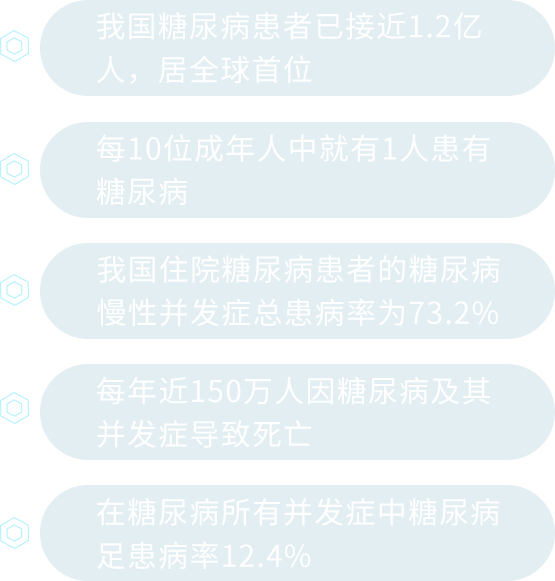 我国糖尿病患者已接近1.2亿
人，居全球首位
每10位成年人中就有1人患有
糖尿病
我国住院糖尿病患者的糖尿病
慢性并发症总患病率为73.2%
每年近150万人因糖尿病及其
并发症导致死亡
在糖尿病所有并发症中糖尿病
足患病率12.4%